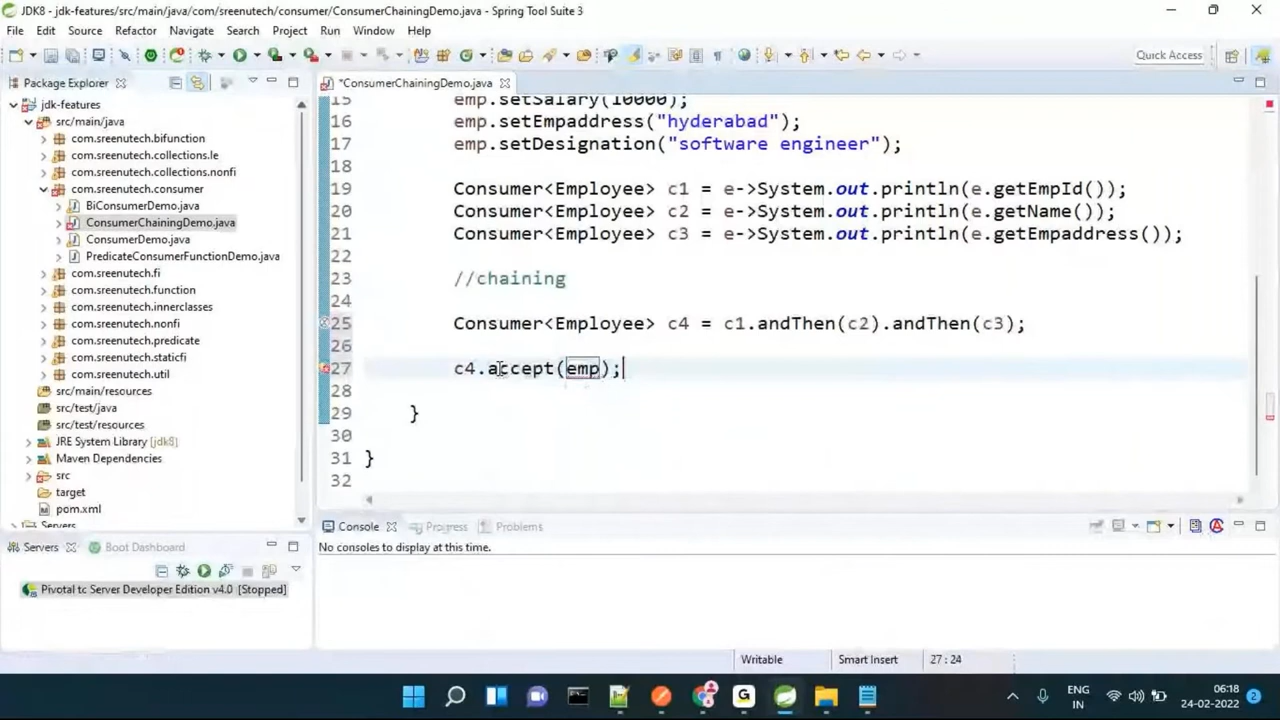 JDK8 - jdk-features/src/main/java/com/sreenutech/consumer/ConsumerChainingDemo.java - Spring Tool Suite 3
File Edit Source Refactor Navigate Search Project Run Window Help
Quick Access
Package Explorer
jdk-features
src/main/java
com.sreenutech.bifunction
com.sreenutech.collections.le
com.sreenutech.collections.nonfi
com.sreenutech.consumer
BiConsumerDemo.java
ConsumerChainingDemo.java
ConsumerDemo.java
PredicateConsumerFunctionDemo.java
com.sreenutech.fi
com.sreenutech.function
com.sreenutech.innerclasses
com.sreenutech.nonfi
com.sreenutech.predicate
com.sreenutech.staticfi
com.sreenutech.util
src/main/resources
src/test/java
src/test/resources
JRE System Library [jdk8]
Maven Dependencies
src
target
pom.xml
Servers
*ConsumerChainingDemo.java
15 emp.setSalary(10000);
16 emp.setEmpaddress("hyderabad");
17 emp.setDesignation("software engineer");
18
19 Consumer<Employee> c1 = e->System.out.println(e.getEmpId());
20 Consumer<Employee> c2 = e->System.out.println(e.getName());
21 Consumer<Employee> c3 = e->System.out.println(e.getEmpaddress());
22
23 //chaining
24
25 Consumer<Employee> c4 = c1.andThen(c2).andThen(c3);
26
27 c4.accept(emp);
28
29 }
30
31 }
32
Servers Boot Dashboard
Pivotal tc Server Developer Edition v4.0 [Stopped]
Console Progress Problems
No consoles to display at this time.
Writable Smart Insert 27 : 24
ENG
IN
06:18
24-02-2022
2